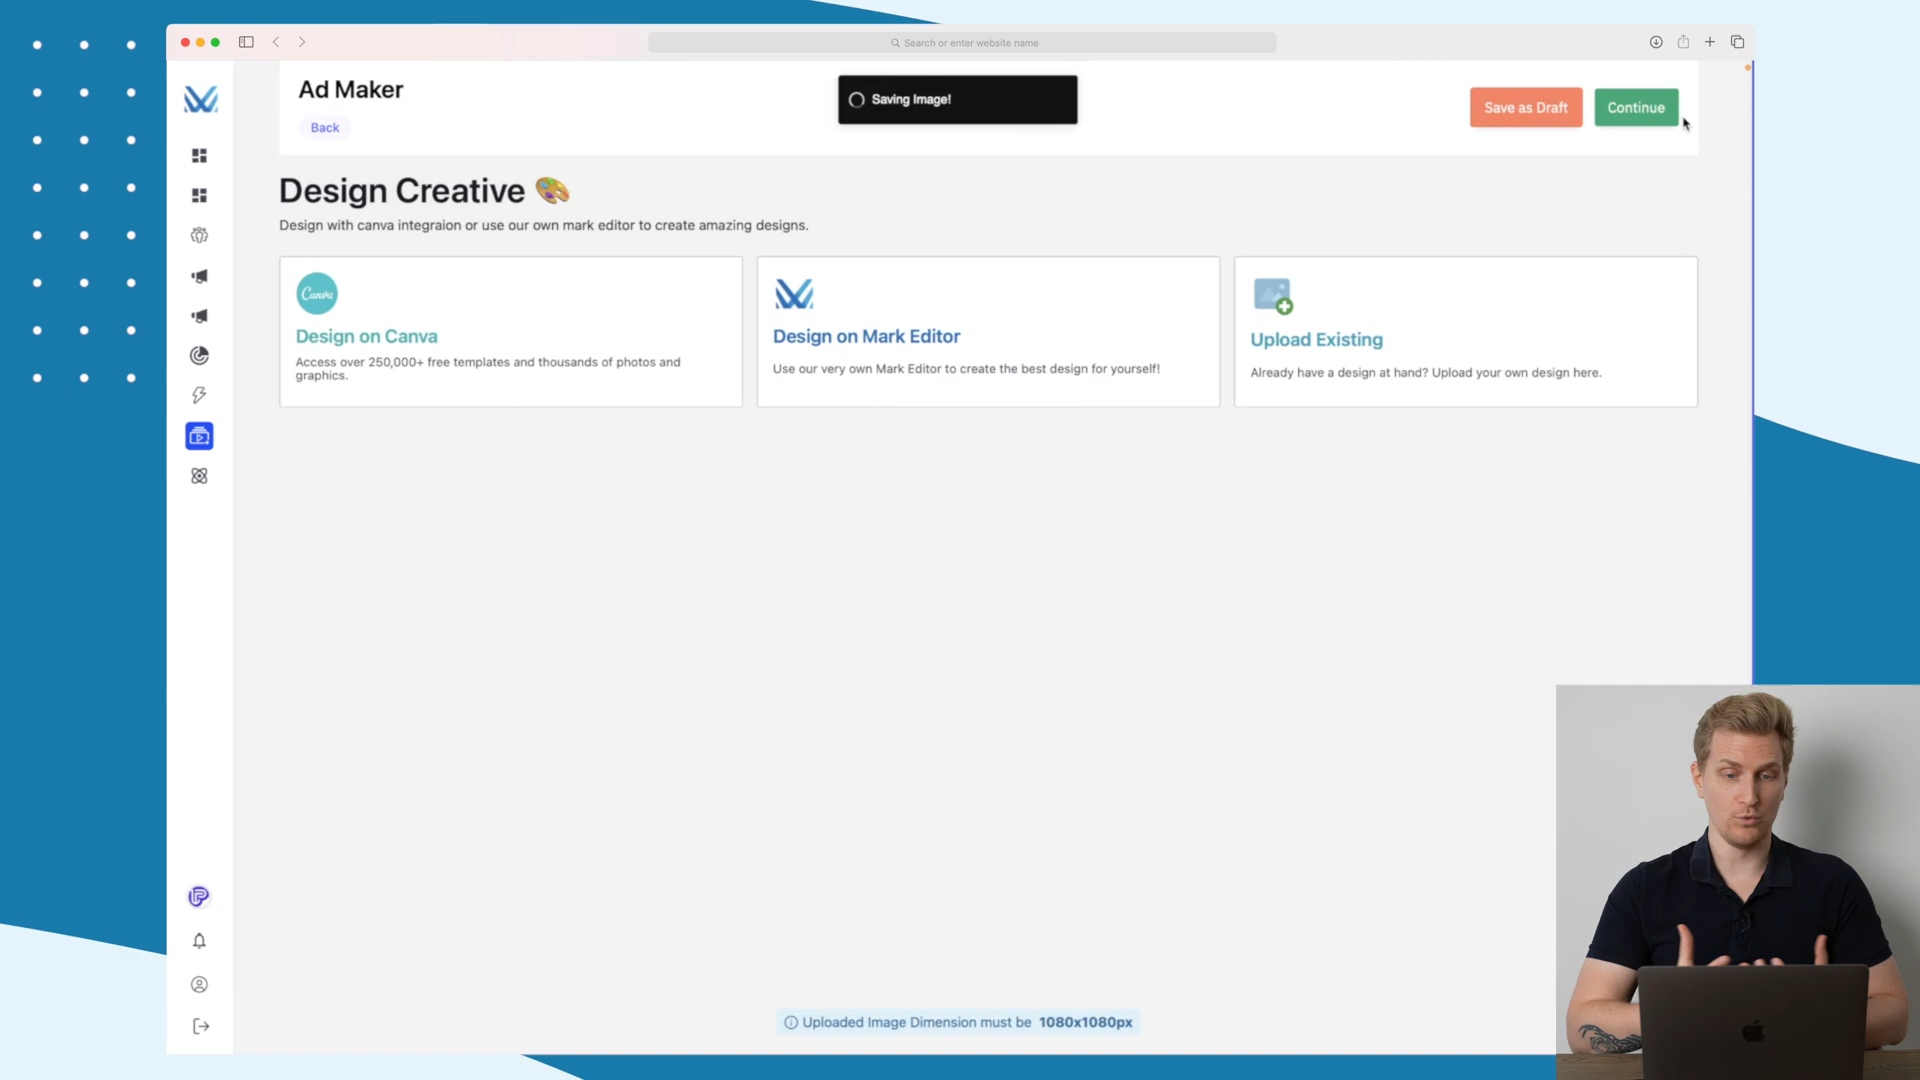 Search or enter website name
Ad Maker
Saving Image!
Save as Draft
Continue
Back
Design Creative
Design with canva integraion or use our own mark editor to create amazing designs.
Canva
Design on Canva
Access over 250,000+ free templates and thousands of photos and
graphics.
Design on Mark Editor
Use our very own Mark Editor to create the best design for yourself!
Upload Existing
Already have a design at hand? Upload your own design here.
Uploaded Image Dimension must be 1080x1080px